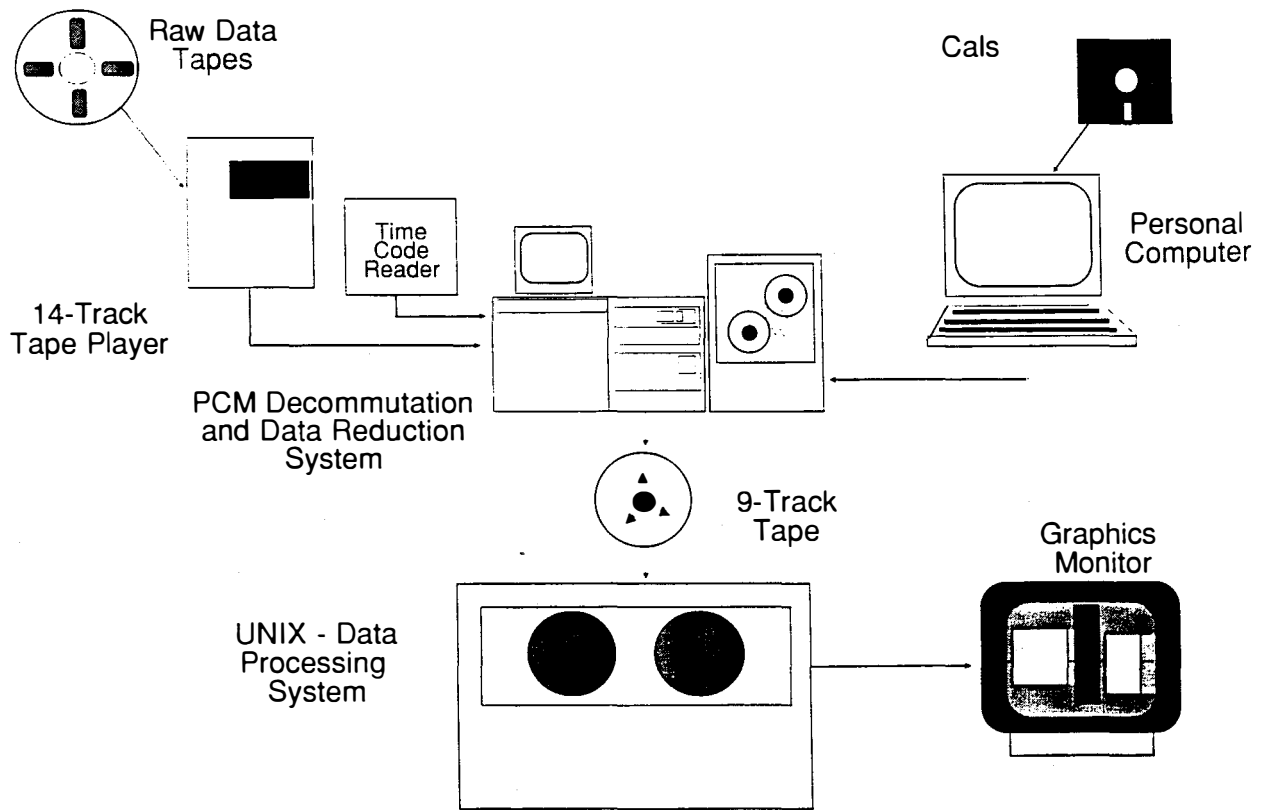 Raw Data
Tapes
Cals
Time
Code
Reader
Personal
Computer
14-Track
Tape Player
PCM Decommutation
and Data Reduction
System
9-Track
Tape
Graphics
Monitor
UNIX - Data
Processing
System